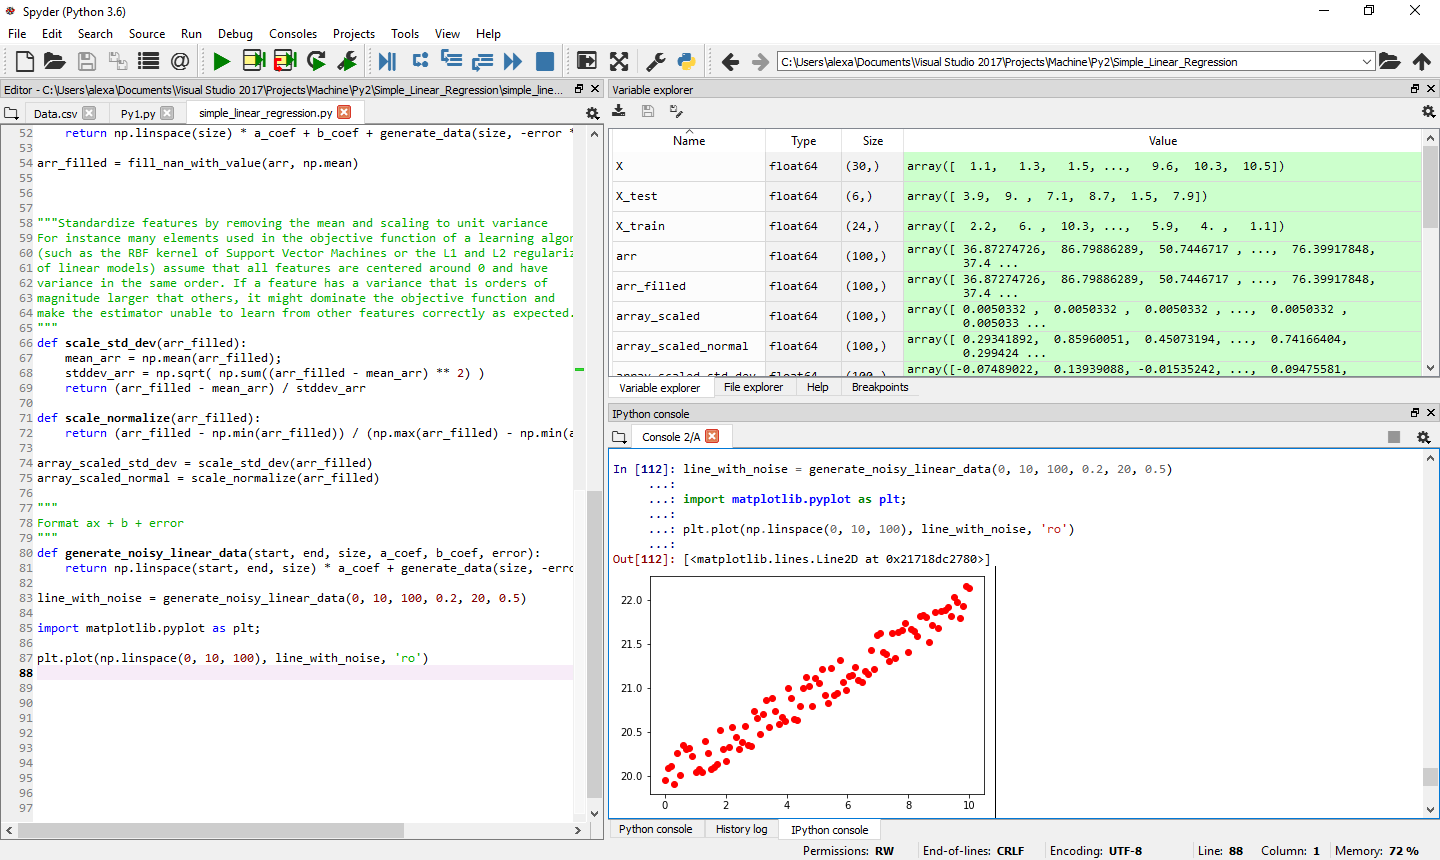 Spyder (Python 3.6)
File Edit Search Source Run Debug Consoles Projects Tools View Help
C:\Users\alexa\Documents\Visual Studio 2017\Projects\Machine\Py2\Simple_Linear_Regression
Editor - C:\Users\alexa\Documents\Visual Studio 2017\Projects\Machine\Py2\Simple_Linear_Regression\simple_line...
Data.csv Py1.py simple_linear_regression.py
52 return np.linspace(size) * a_coef + b_coef + generate_data(size, -error *
53
54 arr_filled = fill_nan_with_value(arr, np.mean)
55
56
57
58 """Standardize features by removing the mean and scaling to unit variance
59 For instance many elements used in the objective function of a learning algor
60 (such as the RBF kernel of Support Vector Machines or the L1 and L2 regulariz
61 of linear models) assume that all features are centered around 0 and have
62 variance in the same order. If a feature has a variance that is orders of
63 magnitude larger that others, it might dominate the objective function and
64 make the estimator unable to learn from other features correctly as expected.
65 """
66 def scale_std_dev(arr_filled):
67 mean_arr = np.mean(arr_filled);
68 stddev_arr = np.sqrt( np.sum((arr_filled - mean_arr) ** 2) )
69 return (arr_filled - mean_arr) / stddev_arr
70
71 def scale_normalize(arr_filled):
72 return (arr_filled - np.min(arr_filled)) / (np.max(arr_filled) - np.min(a
73
74 array_scaled_std_dev = scale_std_dev(arr_filled)
75 array_scaled_normal = scale_normalize(arr_filled)
76
77 """
78 Format ax + b + error
79 """
80 def generate_noisy_linear_data(start, end, size, a_coef, b_coef, error):
81 return np.linspace(start, end, size) * a_coef + generate_data(size, -erro
82
83 line_with_noise = generate_noisy_linear_data(0, 10, 100, 0.2, 20, 0.5)
84
85 import matplotlib.pyplot as plt;
86
87 plt.plot(np.linspace(0, 10, 100), line_with_noise, 'ro')
88
89
90
91
92
93
94
95
96
97
Variable explorer
Name Type Size Value
X float64 (30,) array([ 1.1, 1.3, 1.5, ..., 9.6, 10.3, 10.5])
X_test float64 (6,) array([ 3.9, 9. , 7.1, 8.7, 1.5, 7.9])
X_train float64 (24,) array([ 2.2, 6. , 10.3, ..., 5.9, 4. , 1.1])
arr float64 (100,) array([ 36.87274726, 86.79886289, 50.7446717 , ..., 76.39917848,
37.4 ...
arr_filled float64 (100,) array([ 36.87274726, 86.79886289, 50.7446717 , ..., 76.39917848,
37.4 ...
array_scaled float64 (100,) array([ 0.0050332 , 0.0050332 , 0.0050332 , ..., 0.0050332 ,
0.005033 ...
array_scaled_normal float64 (100,) array([ 0.29341892, 0.85960051, 0.45073194, ..., 0.74166404,
0.299424 ...
array_scaled_std_dev float64 (100,) array([-0.07489022, 0.13939088, -0.01535242, ..., 0.09475581,
Variable explorer File explorer Help Breakpoints
IPython console
Console 2/A
In [112]: line_with_noise = generate_noisy_linear_data(0, 10, 100, 0.2, 20, 0.5)
...:
...: import matplotlib.pyplot as plt;
...:
...: plt.plot(np.linspace(0, 10, 100), line_with_noise, 'ro')
...:
Out[112]: [<matplotlib.lines.Line2D at 0x21718dc2780>]
22.0
21.5
21.0
20.5
20.0
0 2 4 6 8 10
Python console History log IPython console
Permissions: RW End-of-lines: CRLF Encoding: UTF-8 Line: 88 Column: 1 Memory: 72 %